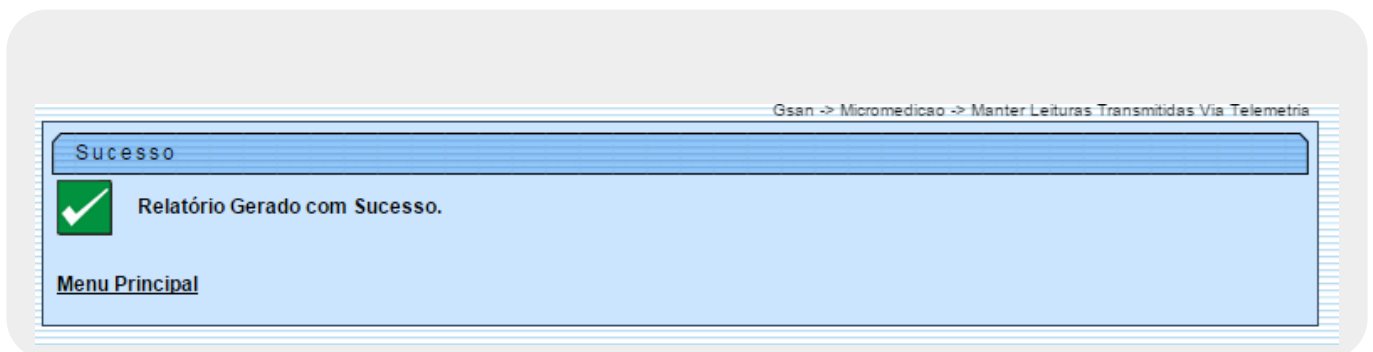 Gsan -> Micromedicao -> Manter Leituras Transmitidas Via Telemetria
Sucesso
Relatório Gerado com Sucesso.
Menu Principal